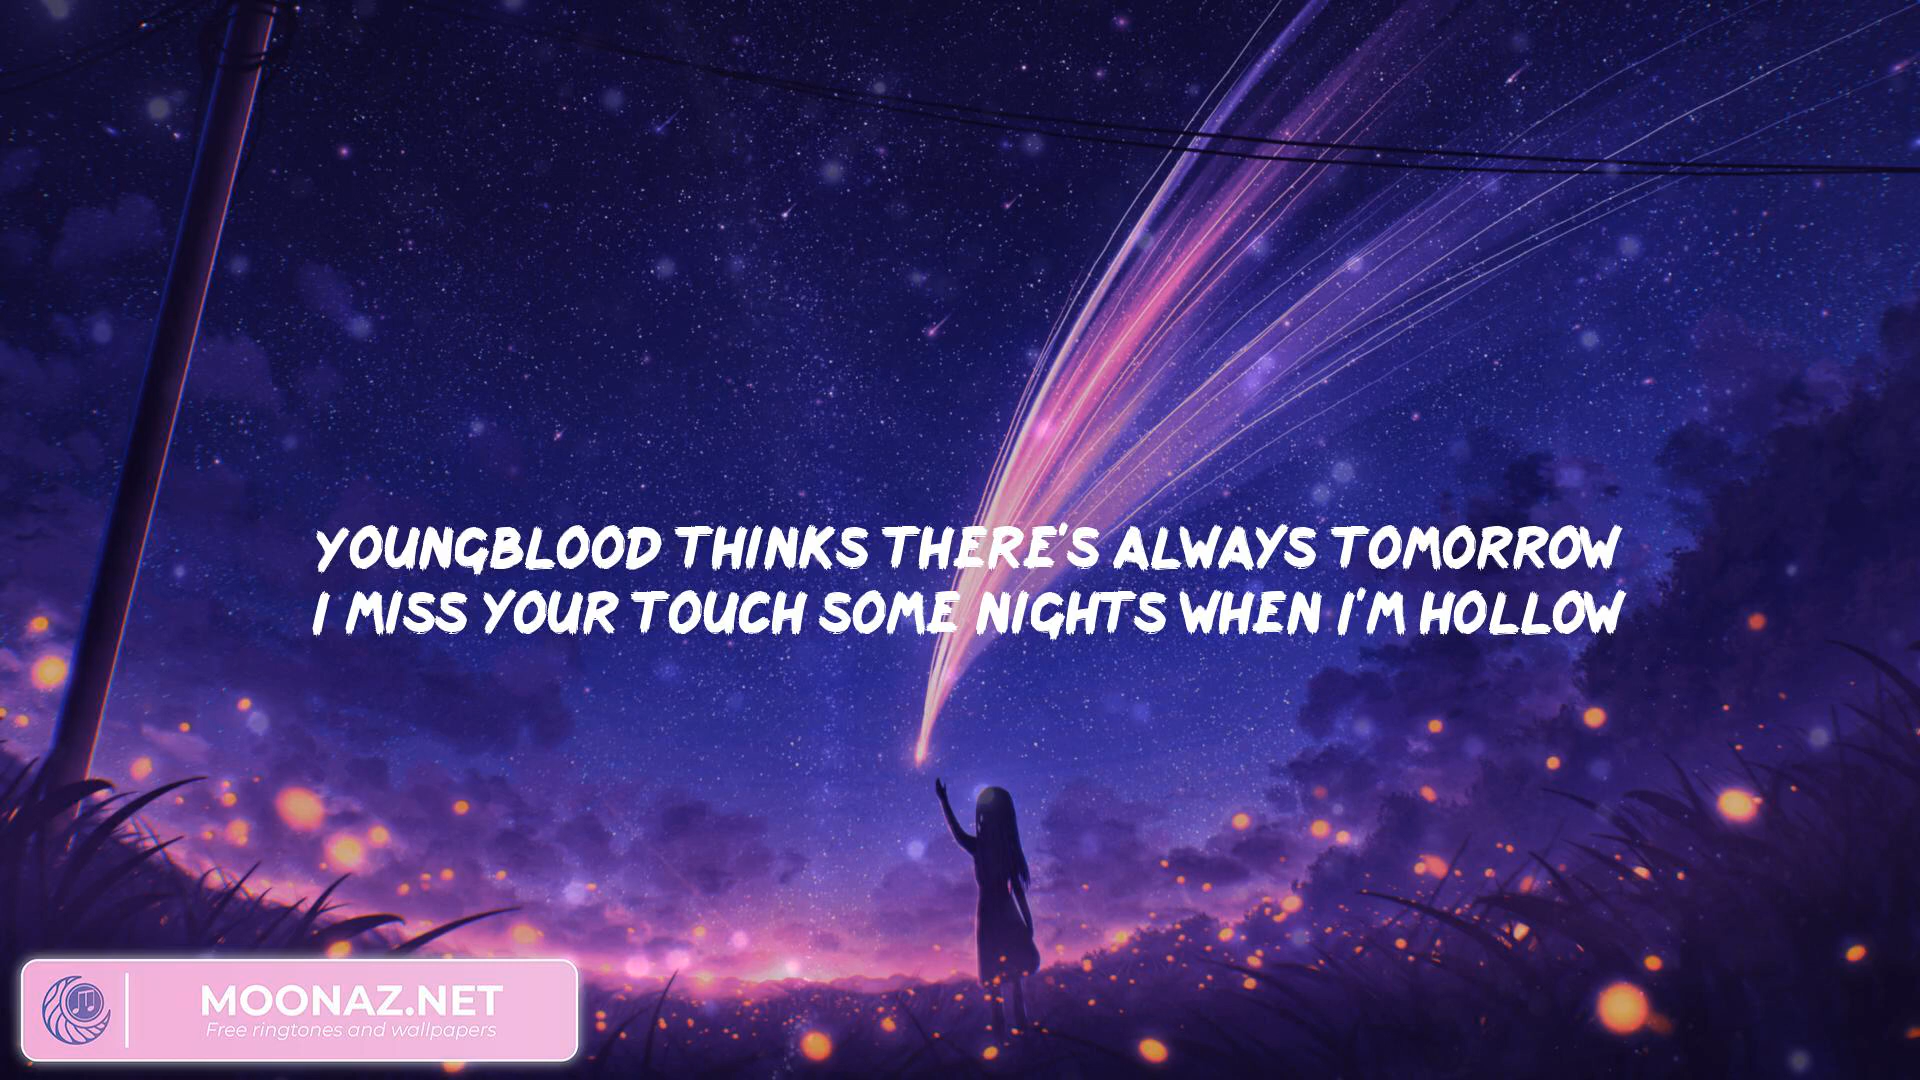 YOUNGBLOOD THINKS THERE'S ALWAYS TOMORROW
I MISS YOUR TOUCH SOME NIGHTS WHEN I'M HOLLOW
MOONAZ.NET
Free ringtones and wallpapers